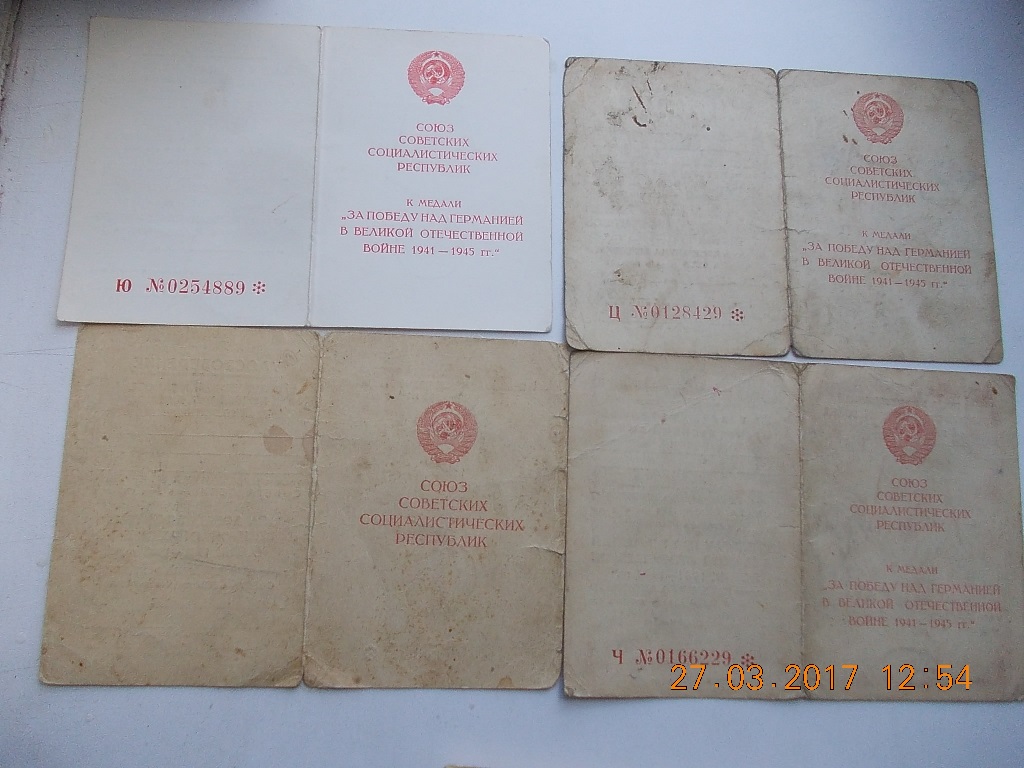 СОЮЗ
СОВЕТСКИХ
СОЦИАЛИСТИЧЕСКИХ
РЕСПУБЛИК
К МЕДАЛИ
„ЗА ПОБЕДУ НАД ГЕРМАНИЕЙ
В ВЕЛИКОЙ ОТЕЧЕСТВЕННОЙ
ВОЙНЕ 1941—1945 гг.“
Ю №0254889
СОЮЗ
СОВЕТСКИХ
СОЦИАЛИСТИЧЕСКИХ
РЕСПУБЛИК
К МЕДАЛИ
„ЗА ПОБЕДУ НАД ГЕРМАНИЕЙ
В ВЕЛИКОЙ ОТЕЧЕСТВЕННОЙ
ВОЙНЕ 1941—1945 гг.“
Ц №0128429
СОЮЗ
СОВЕТСКИХ
СОЦИАЛИСТИЧЕСКИХ
РЕСПУБЛИК
СОЮЗ
СОВЕТСКИХ
СОЦИАЛИСТИЧЕСКИХ
РЕСПУБЛИК
К МЕДАЛИ
„ЗА ПОБЕДУ НАД ГЕРМАНИЕЙ
В ВЕЛИКОЙ ОТЕЧЕСТВЕННОЙ
ВОЙНЕ 1941—1945 гг.“
Ч №0166229
27.03.2017 12:54